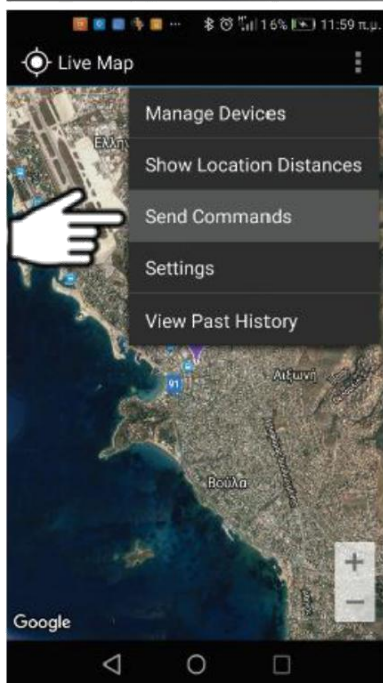 16% 11:59 π.μ.
Live Map
Manage Devices
Show Location Distances
Send Commands
Settings
View Past History
91
Αιξωνή
Βούλα
Google